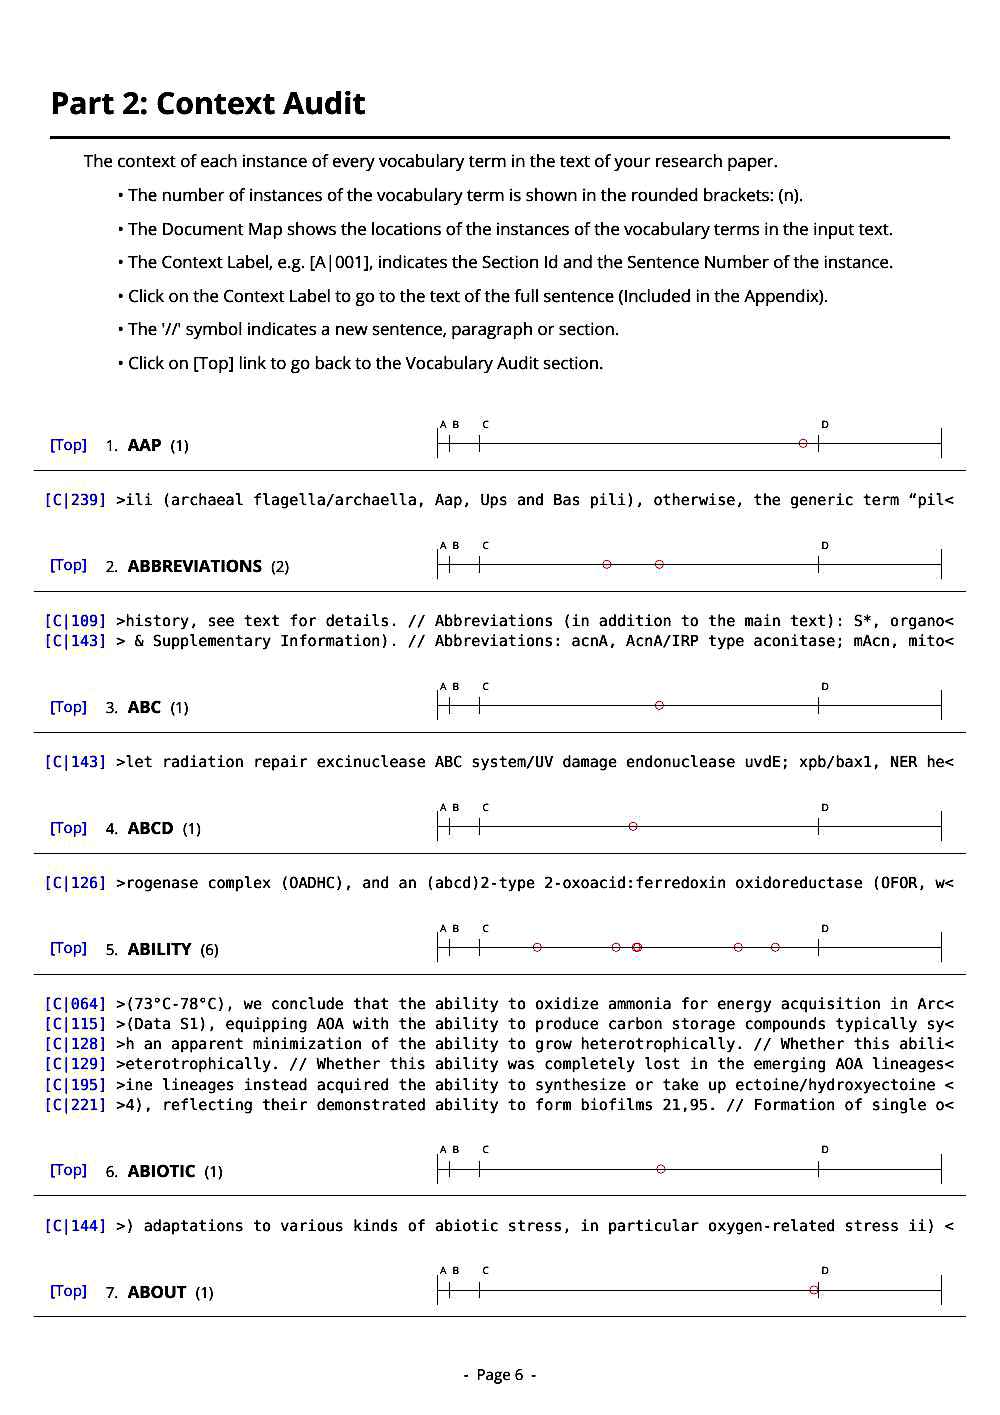 Part 2: Context Audit
The context of each instance of every vocabulary term in the text of your research paper.
• The number of instances of the vocabulary term is shown in the rounded brackets: (n).
• The Document Map shows the locations of the instances of the vocabulary terms in the input text.
• The Context Label, e.g. [A|001], indicates the Section Id and the Sentence Number of the instance.
• Click on the Context Label to go to the text of the full sentence (Included in the Appendix).
• The '//' symbol indicates a new sentence, paragraph or section.
• Click on [Top] link to go back to the Vocabulary Audit section.
A B C D
[Top] 1. AAP (1)
[C|239] >ili (archaeal flagella/archaella, Aap, Ups and Bas pili), otherwise, the generic term “pil<
A B C D
[Top] 2. ABBREVIATIONS (2)
[C|109] >history, see text for details. // Abbreviations (in addition to the main text): S*, organo<
[C|143] > & Supplementary Information). // Abbreviations: acnA, AcnA/IRP type aconitase; mAcn, mito<
A B C D
[Top] 3. ABC (1)
[C|143] >let radiation repair excinuclease ABC system/UV damage endonuclease uvdE; xpb/bax1, NER he<
A B C D
[Top] 4. ABCD (1)
[C|126] >rogenase complex (OADHC), and an (abcd)2-type 2-oxoacid:ferredoxin oxidoreductase (OFOR, w<
A B C D
[Top] 5. ABILITY (6)
[C|064] >(73°C-78°C), we conclude that the ability to oxidize ammonia for energy acquisition in Arc<
[C|115] >(Data S1), equipping AOA with the ability to produce carbon storage compounds typically sy<
[C|128] >h an apparent minimization of the ability to grow heterotrophically. // Whether this abili<
[C|129] >eterotrophically. // Whether this ability was completely lost in the emerging AOA lineages<
[C|195] >ine lineages instead acquired the ability to synthesize or take up ectoine/hydroxyectoine <
[C|221] >4), reflecting their demonstrated ability to form biofilms 21,95. // Formation of single o<
A B C D
[Top] 6. ABIOTIC (1)
[C|144] >) adaptations to various kinds of abiotic stress, in particular oxygen-related stress ii) <
A B C D
[Top] 7. ABOUT (1)
- Page 6 -